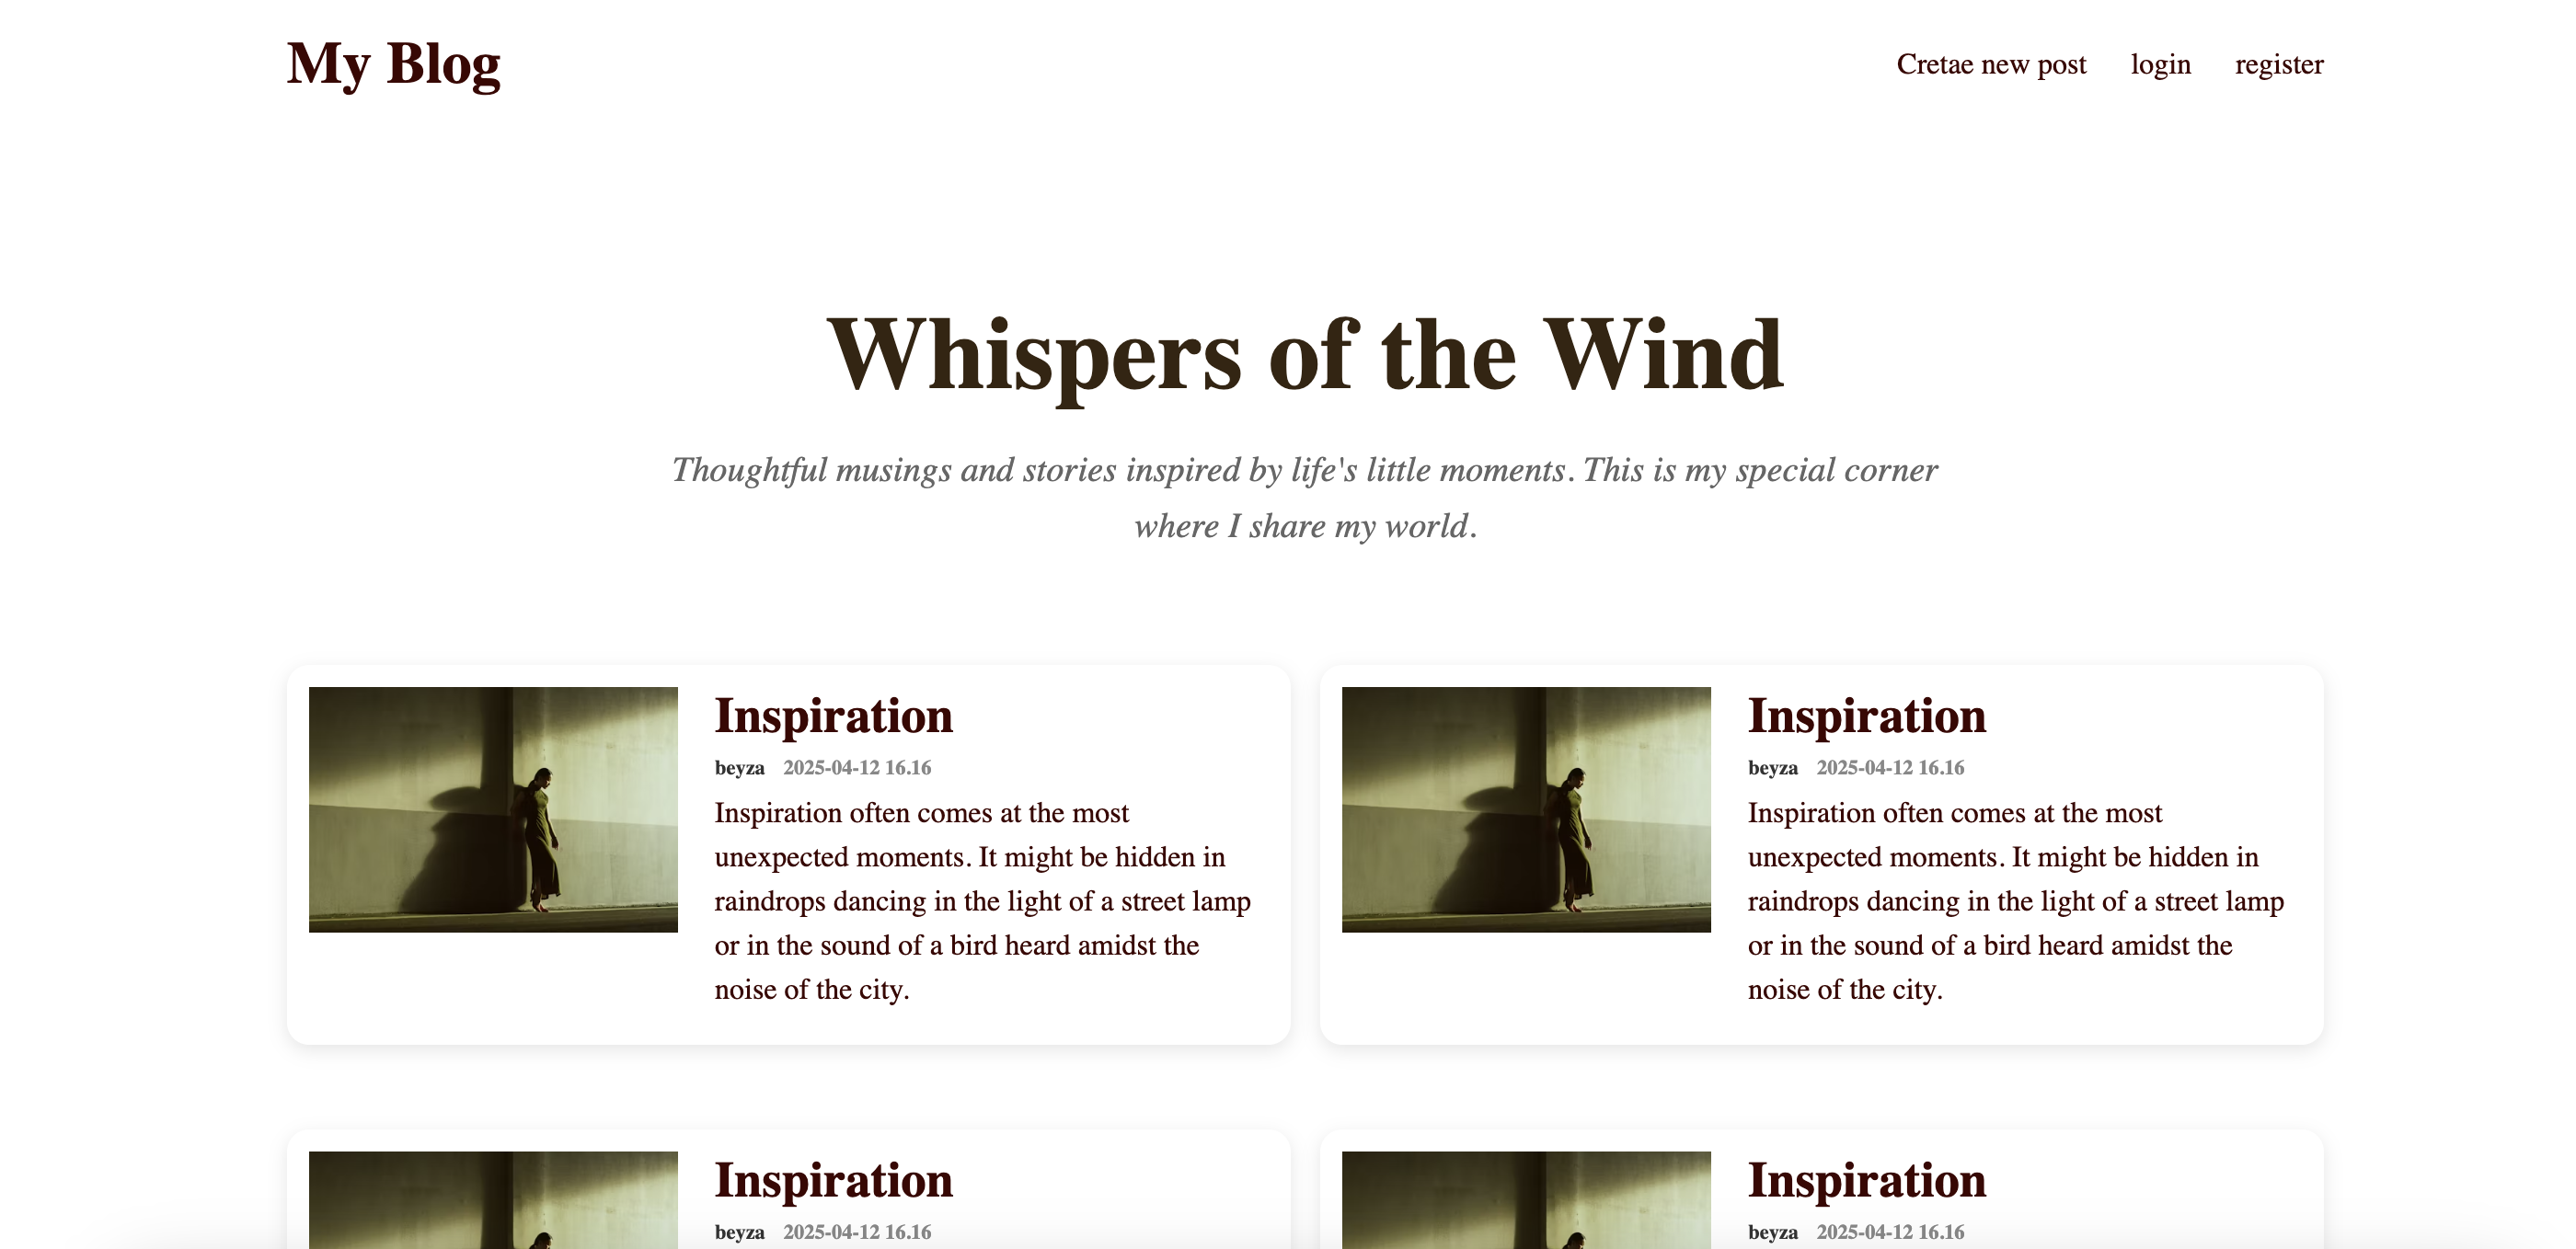 My Blog
Cretae new post
login
register
Whispers of the Wind
Thoughtful musings and stories inspired by life's little moments. This is my special corner
where I share my world.
Inspiration
beyza 2025-04-12 16.16
Inspiration often comes at the most
unexpected moments. It might be hidden in
raindrops dancing in the light of a street lamp
or in the sound of a bird heard amidst the
noise of the city.
Inspiration
beyza 2025-04-12 16.16
Inspiration often comes at the most
unexpected moments. It might be hidden in
raindrops dancing in the light of a street lamp
or in the sound of a bird heard amidst the
noise of the city.
Inspiration
beyza 2025-04-12 16.16
Inspiration
beyza 2025-04-12 16.16